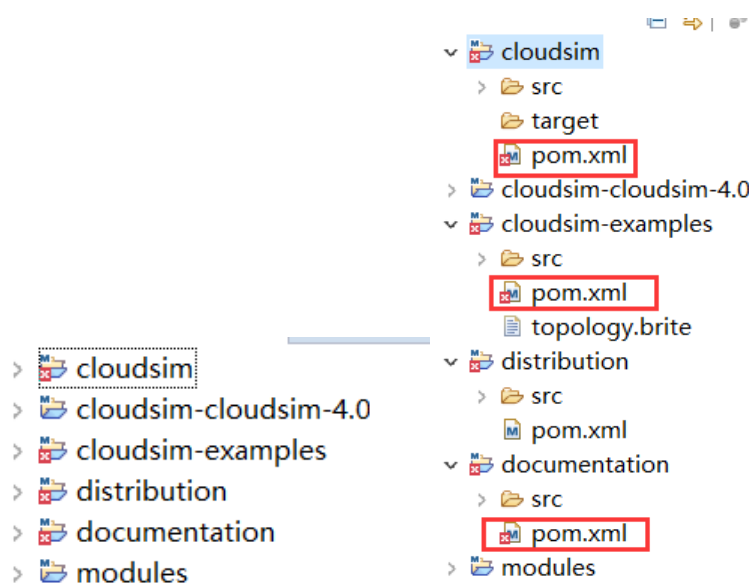 cloudsim
cloudsim-cloudsim-4.0
cloudsim-examples
distribution
documentation
modules
cloudsim
src
target
pom.xml
cloudsim-cloudsim-4.0
cloudsim-examples
src
pom.xml
topology.brite
distribution
src
pom.xml
documentation
src
pom.xml
modules